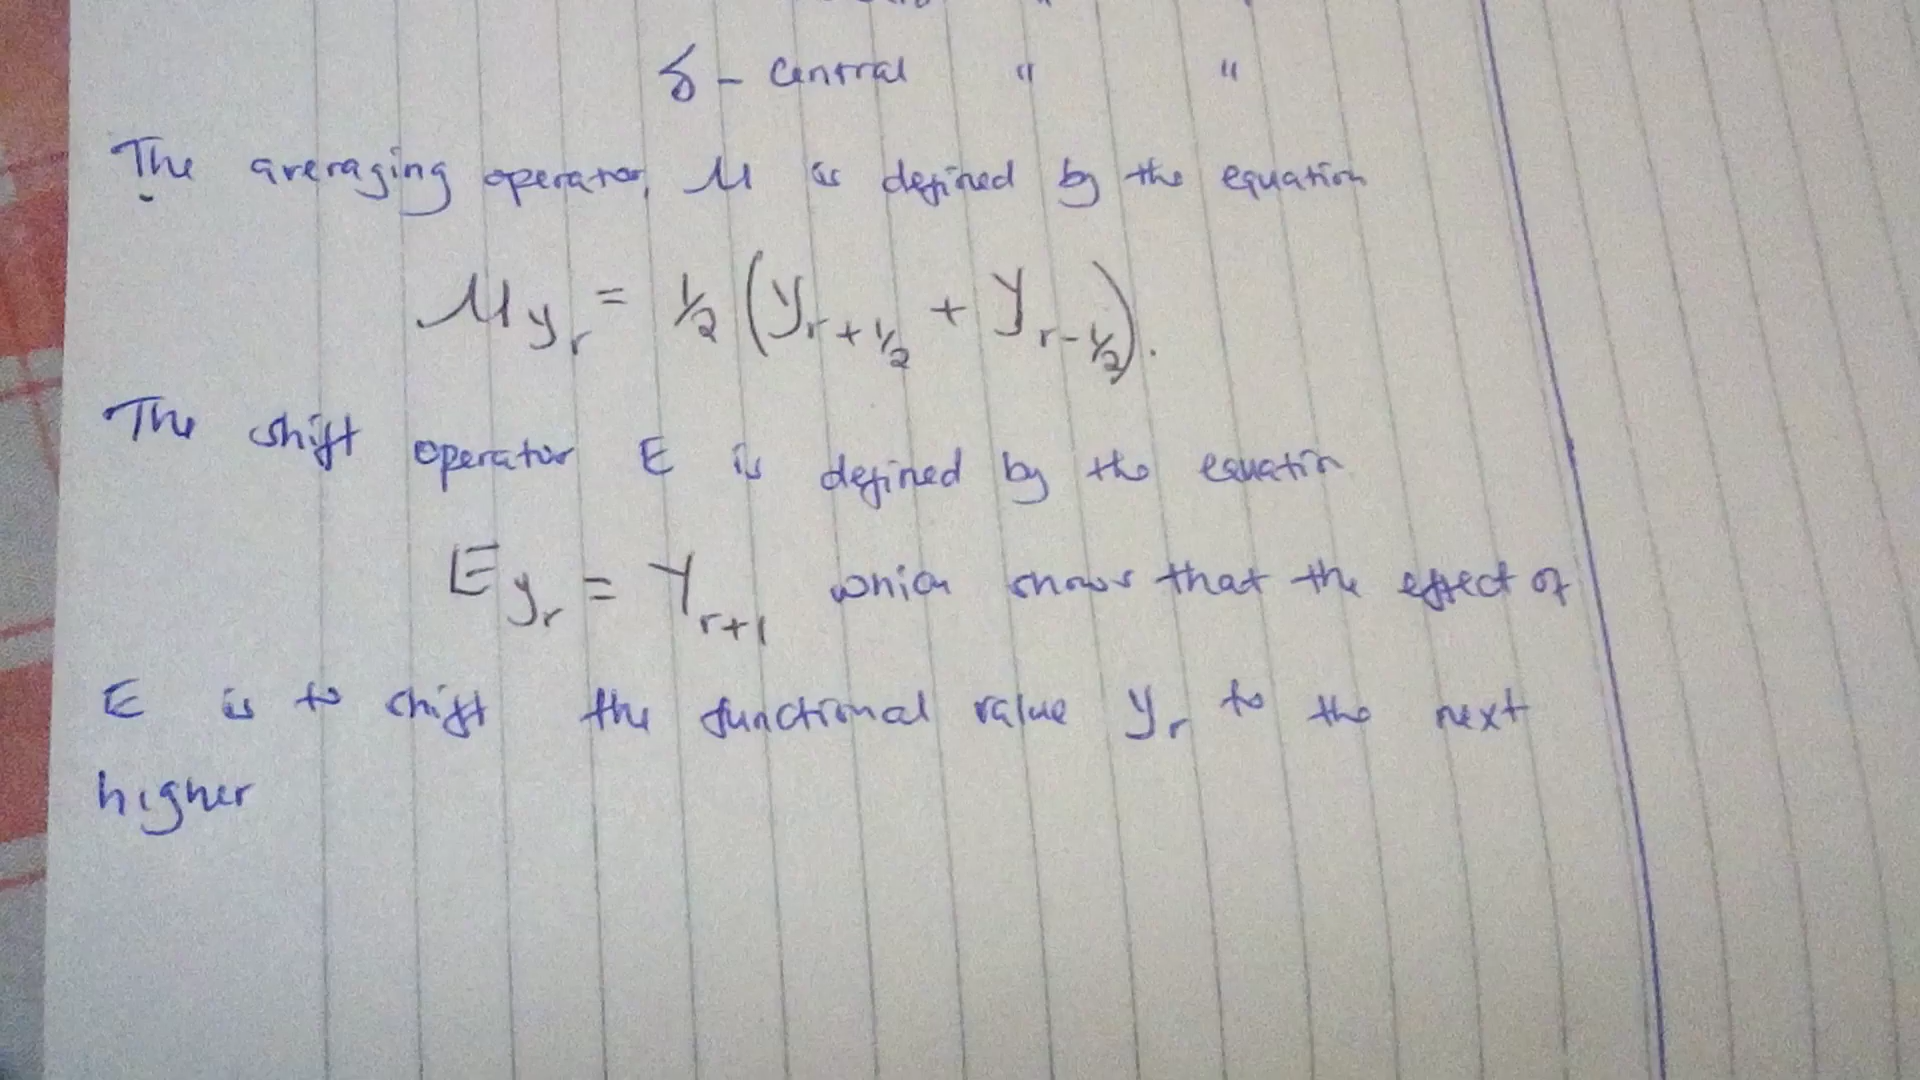 δ - Central " "
The averaging operator, μ is defined by the equation
μy_r = ½ (y_{r+½} + y_{r-½}).
The shift operator E is defined by the equation
Ey_r = Y_{r+1} which shows that the effect of
E is to shift the functional value y_r to the next
higher